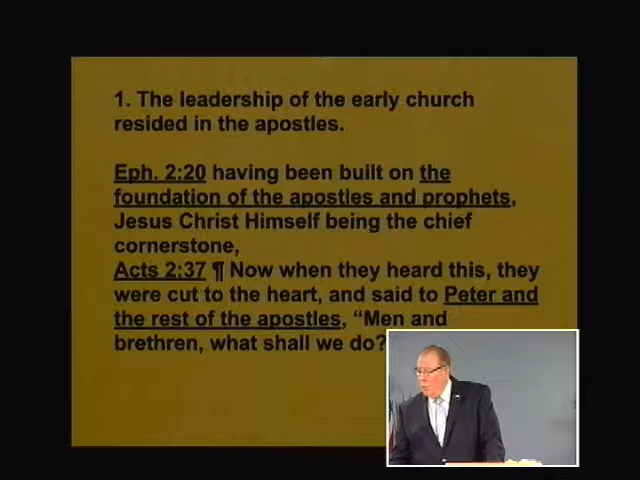 1. The leadership of the early church
resided in the apostles.
Eph. 2:20 having been built on the
foundation of the apostles and prophets,
Jesus Christ Himself being the chief
cornerstone,
Acts 2:37 ¶ Now when they heard this, they
were cut to the heart, and said to Peter and
the rest of the apostles, “Men and
brethren, what shall we do?